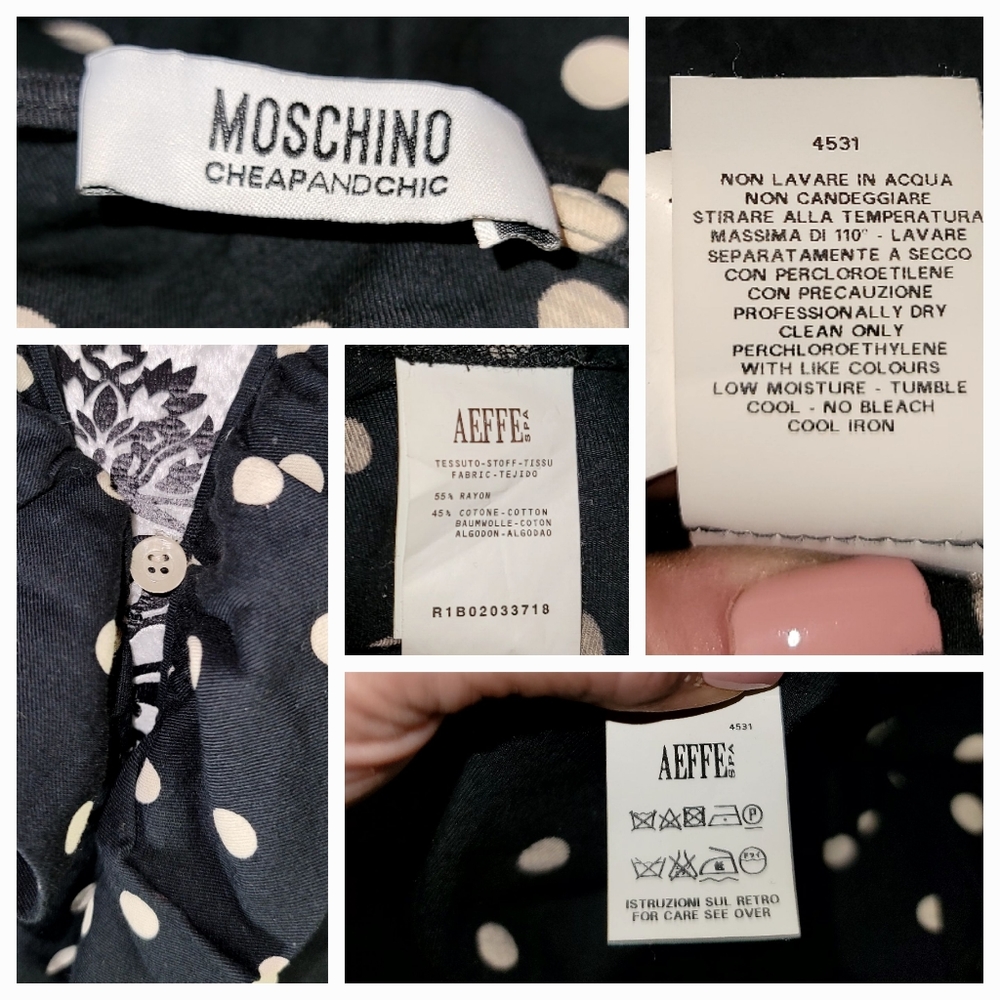 MOSCHINO
CHEAPANDCHIC
4531
NON LAVARE IN ACQUA
NON CANDEGGIARE
STIRARE ALLA TEMPERATURA
MASSIMA DI 110° - LAVARE
SEPARATAMENTE A SECCO
CON PERCLOROETILENE
CON PRECAUZIONE
PROFESSIONALLY DRY
CLEAN ONLY
PERCHLOROETHYLENE
WITH LIKE COLOURS
LOW MOISTURE - TUMBLE
COOL - NO BLEACH
COOL IRON
AEFFE SPA
TESSUTO-STOFF-TISSU
FABRIC-TEJIDO
55% RAYON
45% COTONE-COTTON
BAUMWOLLE-COTON
ALGODON-ALGODAO
R1B02033718
4531
AEFFE SPA
P
ドライ
ISTRUZIONI SUL RETRO
FOR CARE SEE OVER